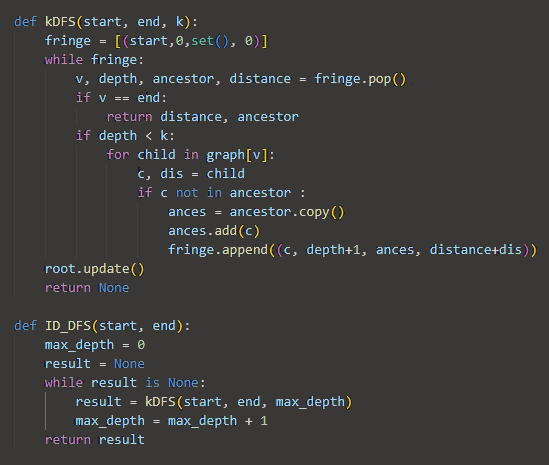 def kDFS(start, end, k):
    fringe = [(start,0,set(), 0)]
    while fringe:
        v, depth, ancestor, distance = fringe.pop()
        if v == end:
            return distance, ancestor
        if depth < k:
            for child in graph[v]:
                c, dis = child
                if c not in ancestor :
                    ances = ancestor.copy()
                    ances.add(c)
                    fringe.append((c, depth+1, ances, distance+dis))
    root.update()
    return None
def ID_DFS(start, end):
    max_depth = 0
    result = None
    while result is None:
        result = kDFS(start, end, max_depth)
        max_depth = max_depth + 1
    return result